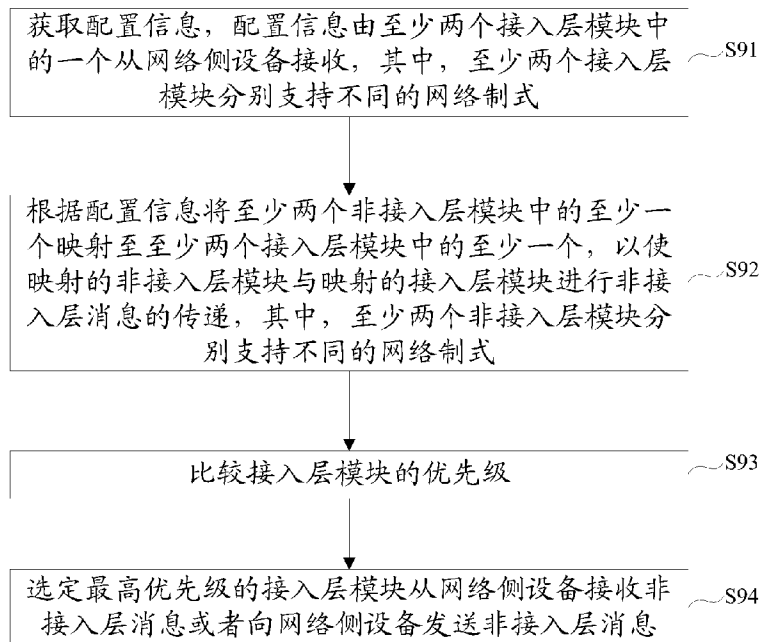 获取配置信息，配置信息由至少两个接入层模块中
的一个从网络侧设备接收，其中，至少两个接入层
模块分别支持不同的网络制式
S91
根据配置信息将至少两个非接入层模块中的至少一
个映射至至少两个接入层模块中的至少一个，以使
映射的非接入层模块与映射的接入层模块进行非接
入层消息的传递，其中，至少两个非接入层模块分
别支持不同的网络制式
S92
比较接入层模块的优先级
S93
选定最高优先级的接入层模块从网络侧设备接收非
接入层消息或者向网络侧设备发送非接入层消息
S94